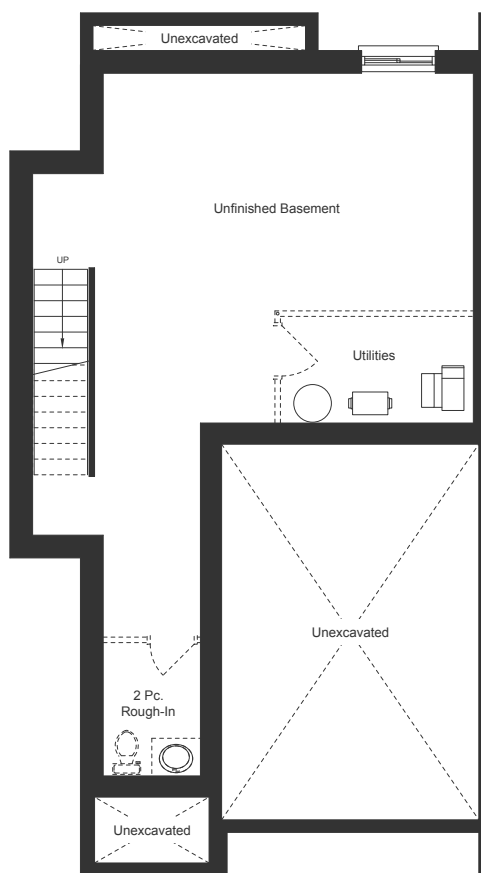 Unexcavated
Unfinished Basement
UP
Utilities
Unexcavated
2 Pc.
Rough-In
Unexcavated